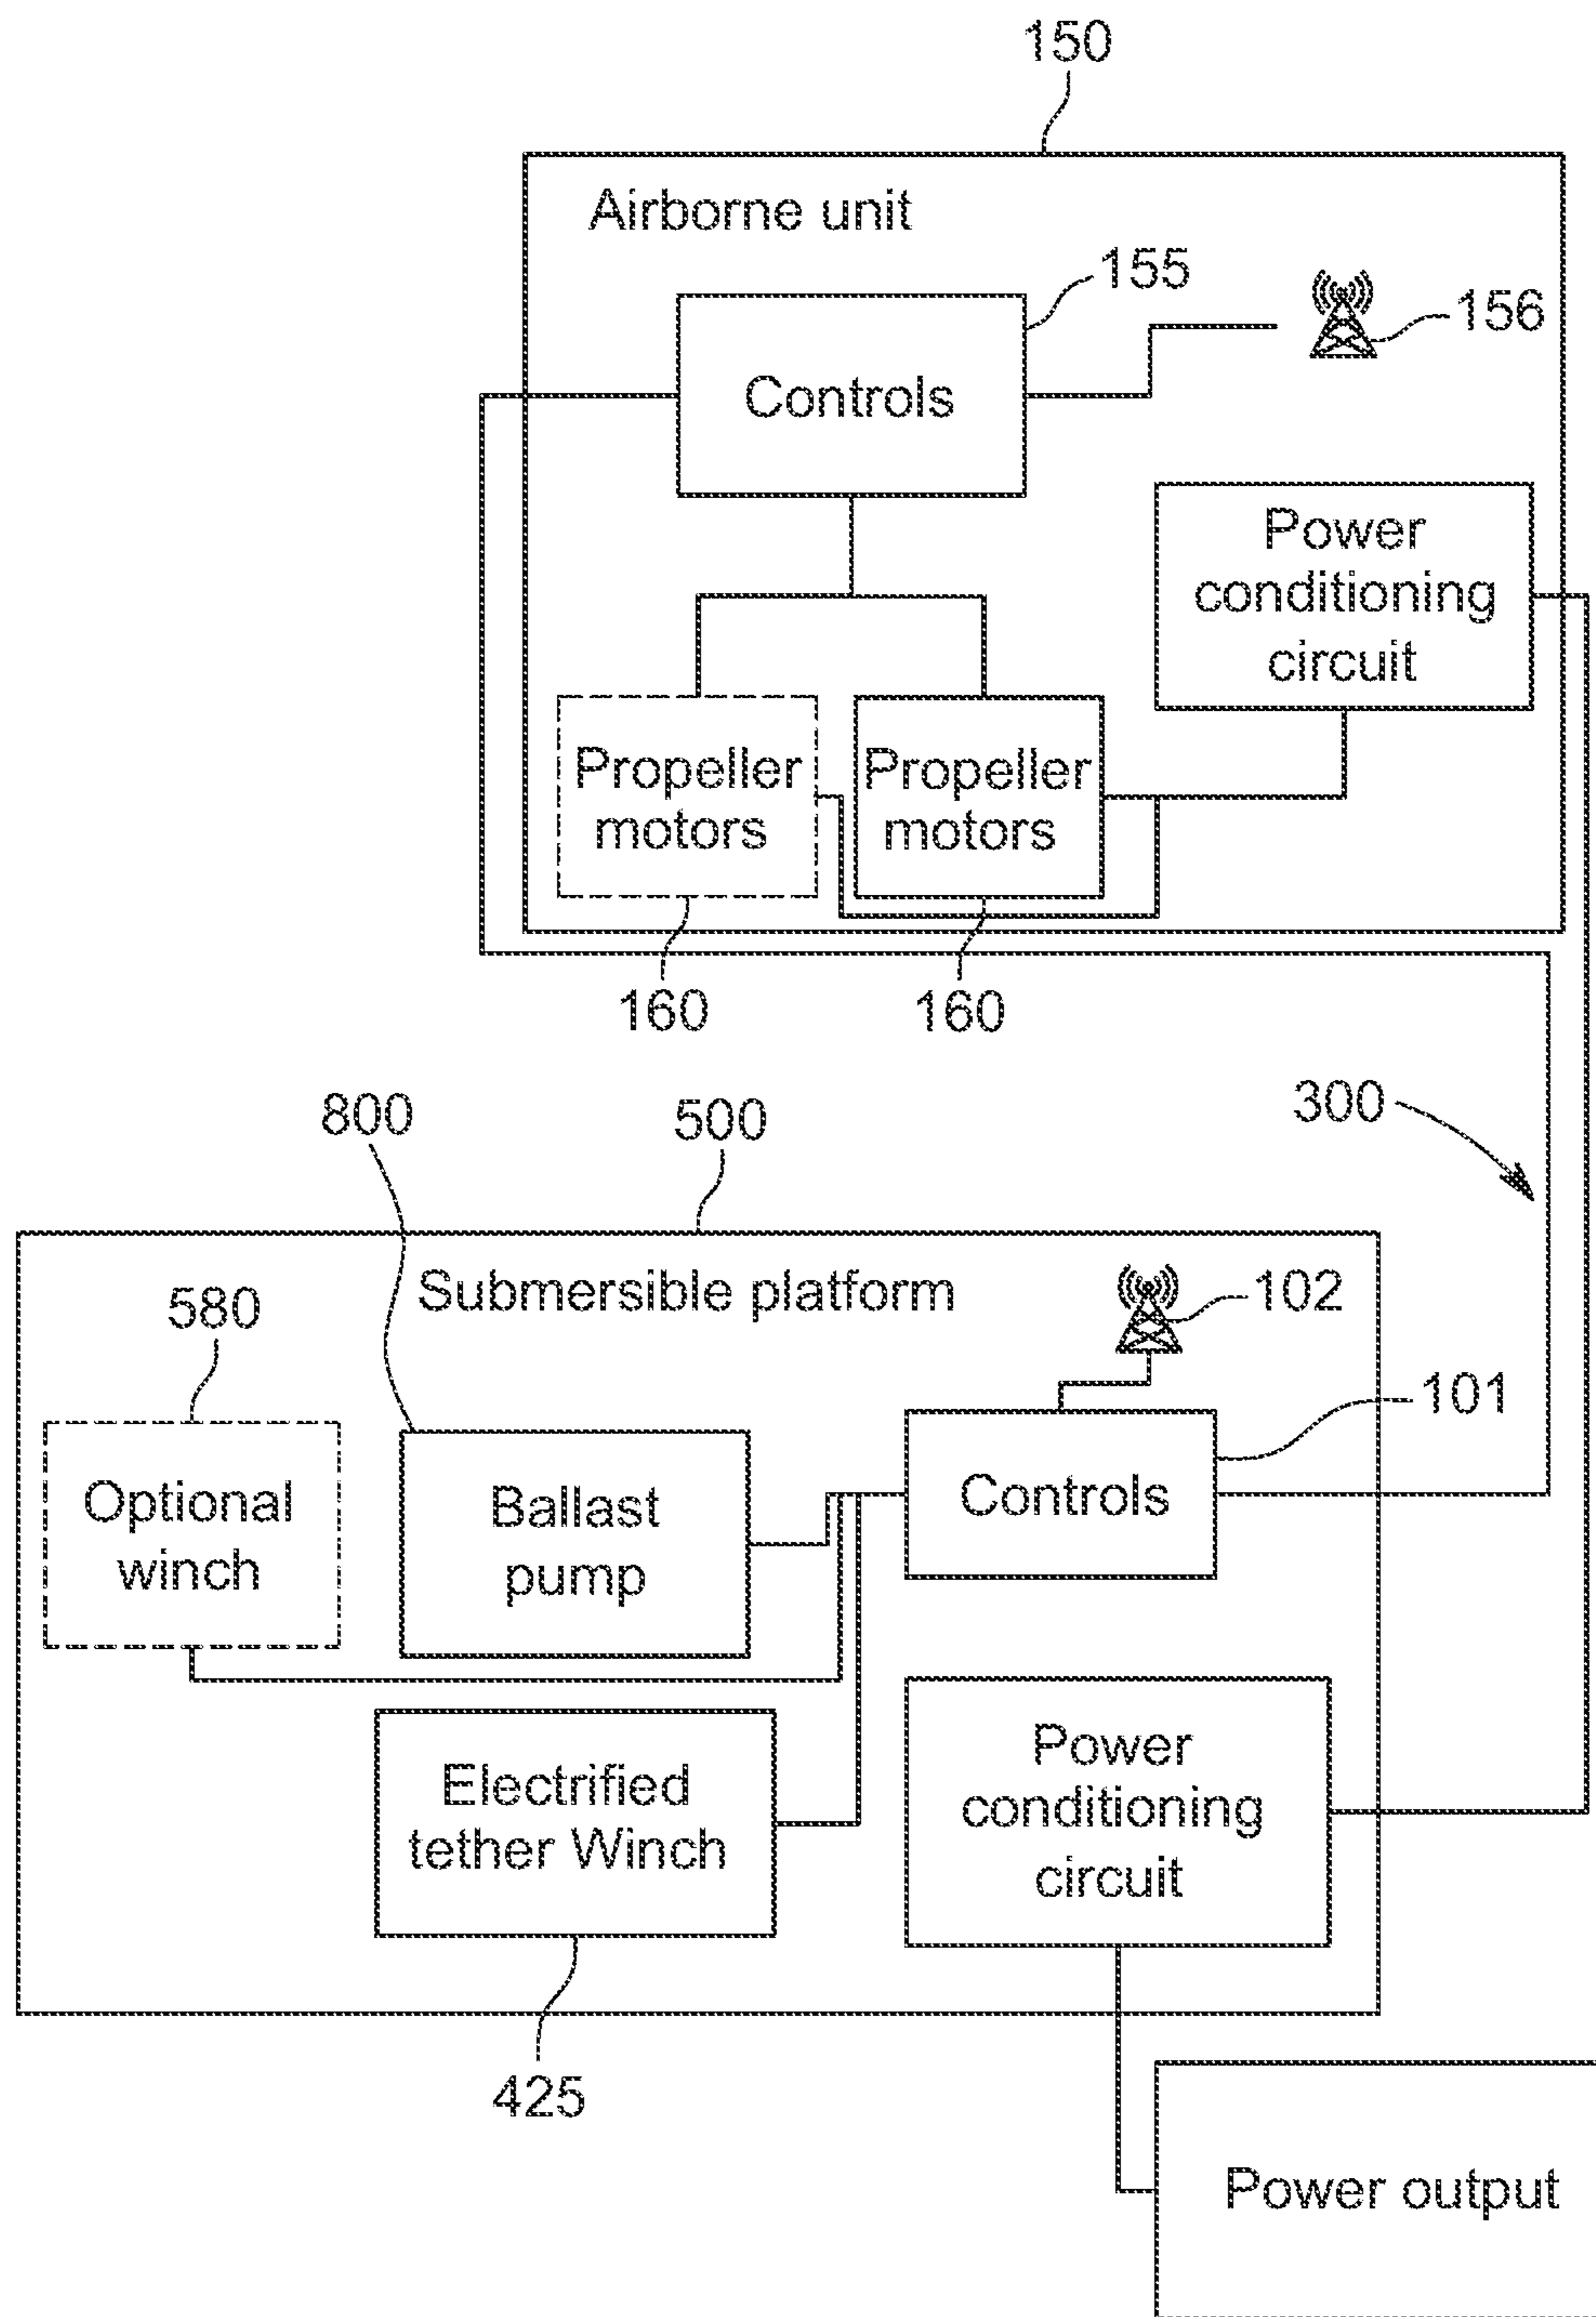 150
Airborne unit
155
156
Controls
Power
conditioning
circuit
Propeller
motors
Propeller
motors
160
160
300
800
500
Submersible platform
102
580
101
Optional
winch
Ballast
pump
Controls
Electrified
tether Winch
Power
conditioning
circuit
425
Power output